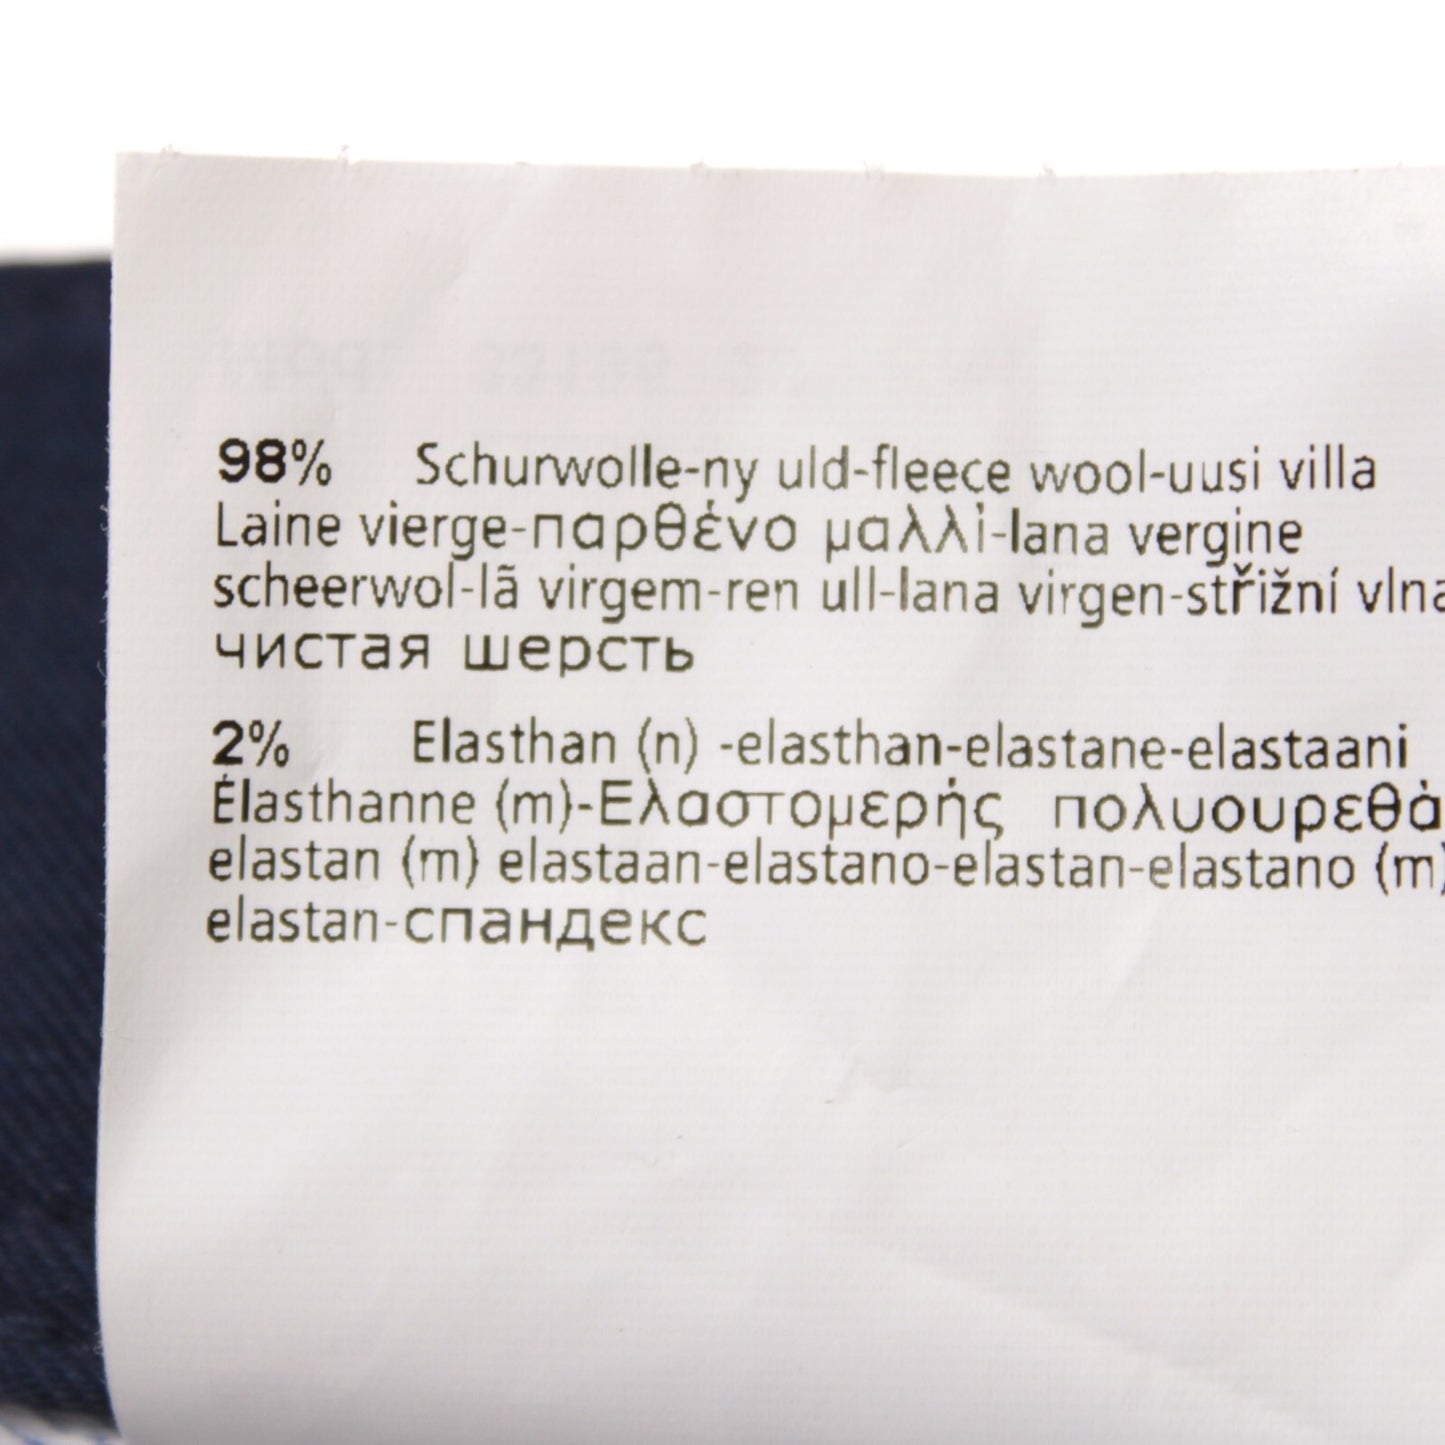 98% Schurwolle-ny uld-fleece wool-uusi villa
Laine vierge-παρθένο μαλλί-lana vergine
scheerwol-lã virgem-ren ull-lana virgen-střižní vlna
чистая шерсть
2% Elasthan (n) -elasthan-elastane-elastaani
Élasthanne (m)-Ελαστομερής πολυουρεθά
elastan (m) elastaan-elastano-elastan-elastano (m)
elastan-спандекс